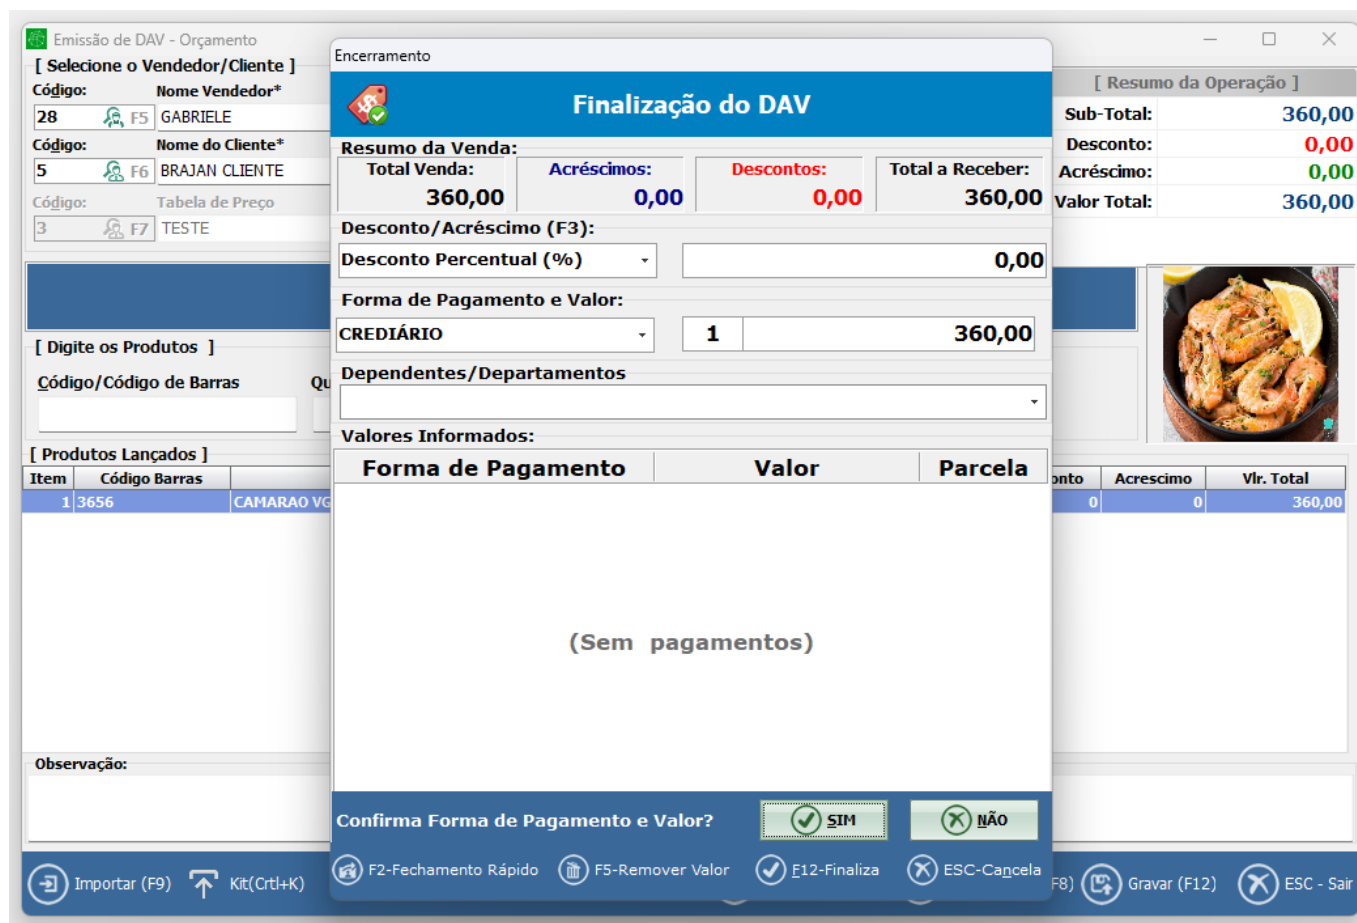 Emissão de DAV - Orçamento
[ Selecione o Vendedor/Cliente ]
Código: Nome Vendedor*
28 F5 GABRIELE
Código: Nome do Cliente*
5 F6 BRAJAN CLIENTE
Código: Tabela de Preço
3 F7 TESTE
[ Digite os Produtos ]
Código/Código de Barras Qu
[ Produtos Lançados ]
Item Código Barras
1 3656 CAMARAO VG
Observação:
Importar (F9) Kit(Crtl+K)
Encerramento
Finalização do DAV
Resumo da Venda:
Total Venda: Acréscimos: Descontos: Total a Receber:
360,00 0,00 0,00 360,00
Desconto/Acréscimo (F3):
Desconto Percentual (%) 0,00
Forma de Pagamento e Valor:
CREDIÁRIO 1 360,00
Dependentes/Departamentos
Valores Informados:
Forma de Pagamento Valor Parcela
(Sem pagamentos)
Confirma Forma de Pagamento e Valor? SIM NÃO
F2-Fechamento Rápido F5-Remover Valor F12-Finaliza ESC-Cancela
[ Resumo da Operação ]
Sub-Total: 360,00
Desconto: 0,00
Acréscimo: 0,00
Valor Total: 360,00
onto Acrescimo Vlr. Total
0 0 360,00
F8) Gravar (F12) ESC - Sair